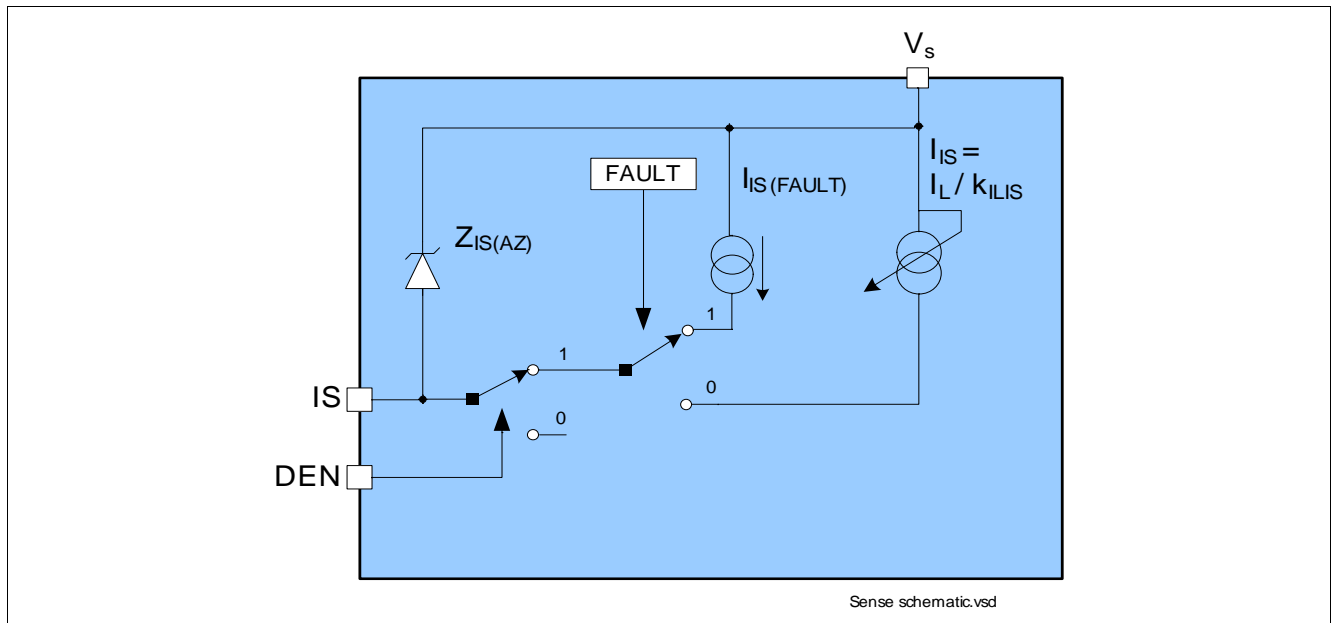 Vs
IIS =
IL / kILIS
FAULT
IIS(FAULT)
ZIS(AZ)
1
1
0
0
IS
DEN
Sense schematic.vsd